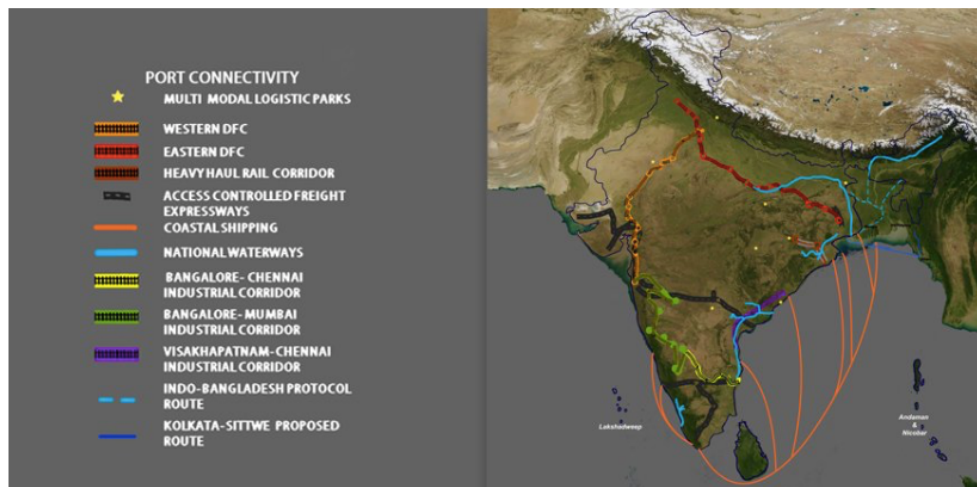 PORT CONNECTIVITY
MULTI MODAL LOGISTIC PARKS
WESTERN DFC
EASTERN DFC
HEAVY HAUL RAIL CORRIDOR
ACCESS CONTROLLED FREIGHT
EXPRESSWAYS
COASTAL SHIPPING
NATIONAL WATERWAYS
BANGALORE- CHENNAI
INDUSTRIAL CORRIDOR
BANGALORE- MUMBAI
INDUSTRIAL CORRIDOR
VISAKHAPATNAM-CHENNAI
INDUSTRIAL CORRIDOR
INDO-BANGLADESH PROTOCOL
ROUTE
KOLKATA-SITTWE PROPOSED
ROUTE
Lakshadweep
Andaman
&
Nicobar